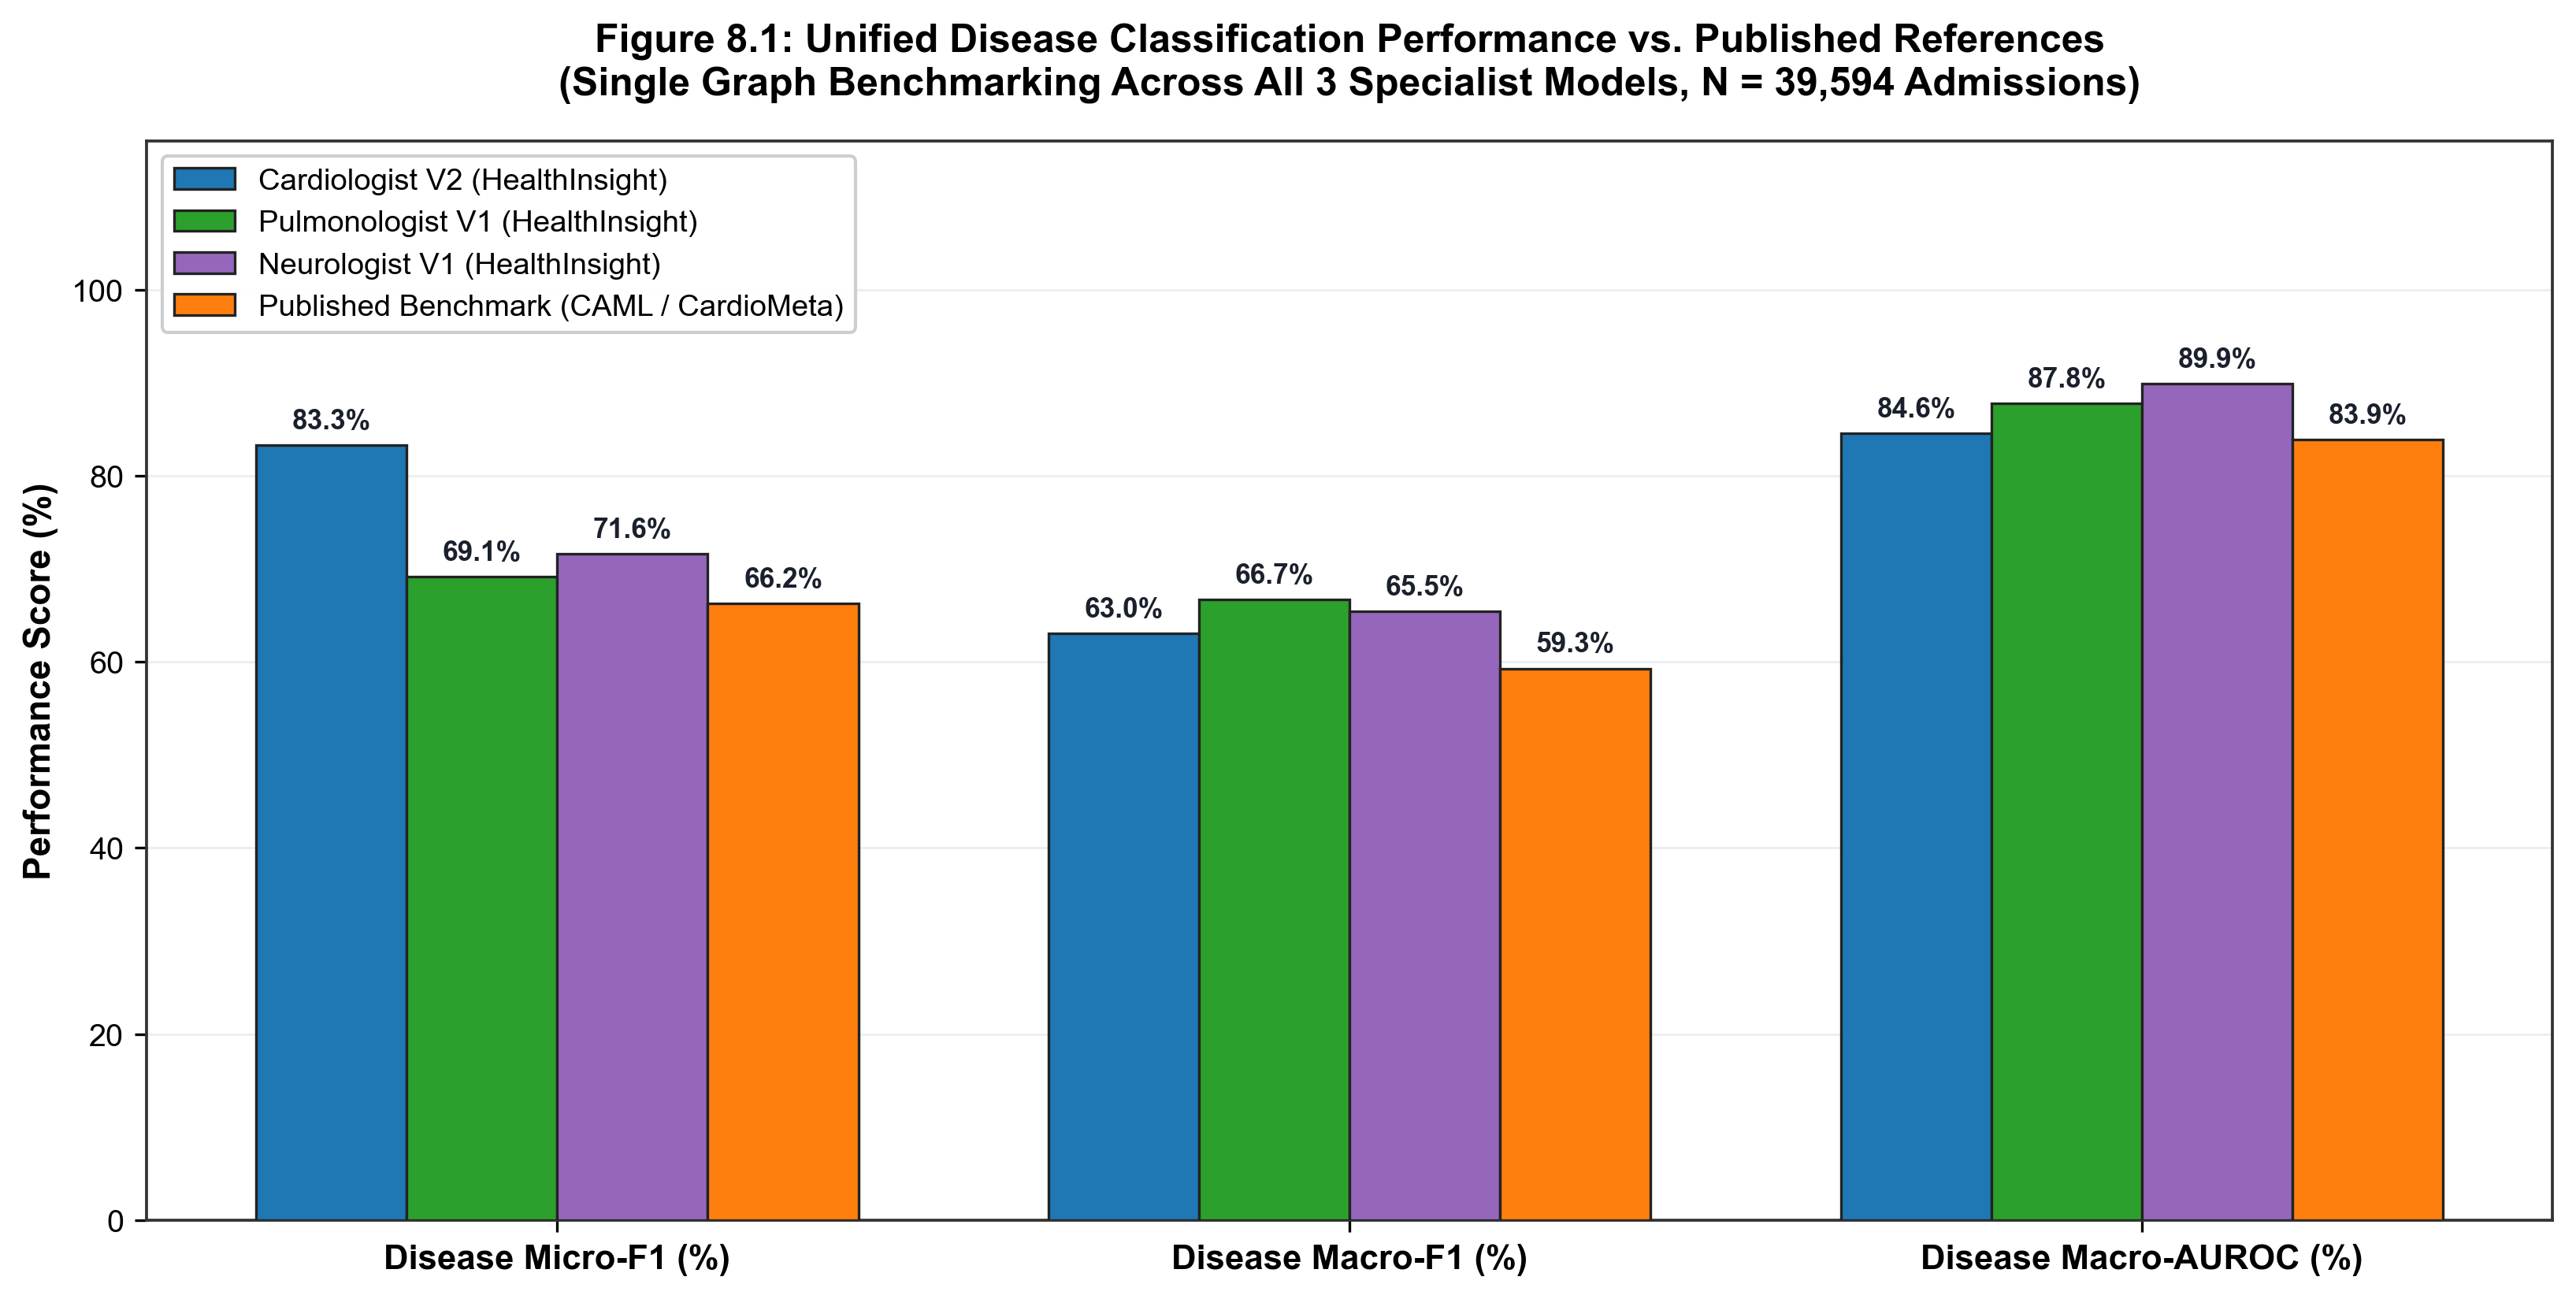 Figure 8.1: Unified Disease Classification Performance vs. Published References
(Single Graph Benchmarking Across All 3 Specialist Models, N = 39,594 Admissions)
Cardiologist V2 (HealthInsight)
Pulmonologist V1 (HealthInsight)
Neurologist V1 (HealthInsight)
Published Benchmark (CAML / CardioMeta)
Performance Score (%)
100
80
60
40
20
0
83.3%
69.1%
71.6%
66.2%
63.0%
66.7%
65.5%
59.3%
84.6%
87.8%
89.9%
83.9%
Disease Micro-F1 (%)
Disease Macro-F1 (%)
Disease Macro-AUROC (%)